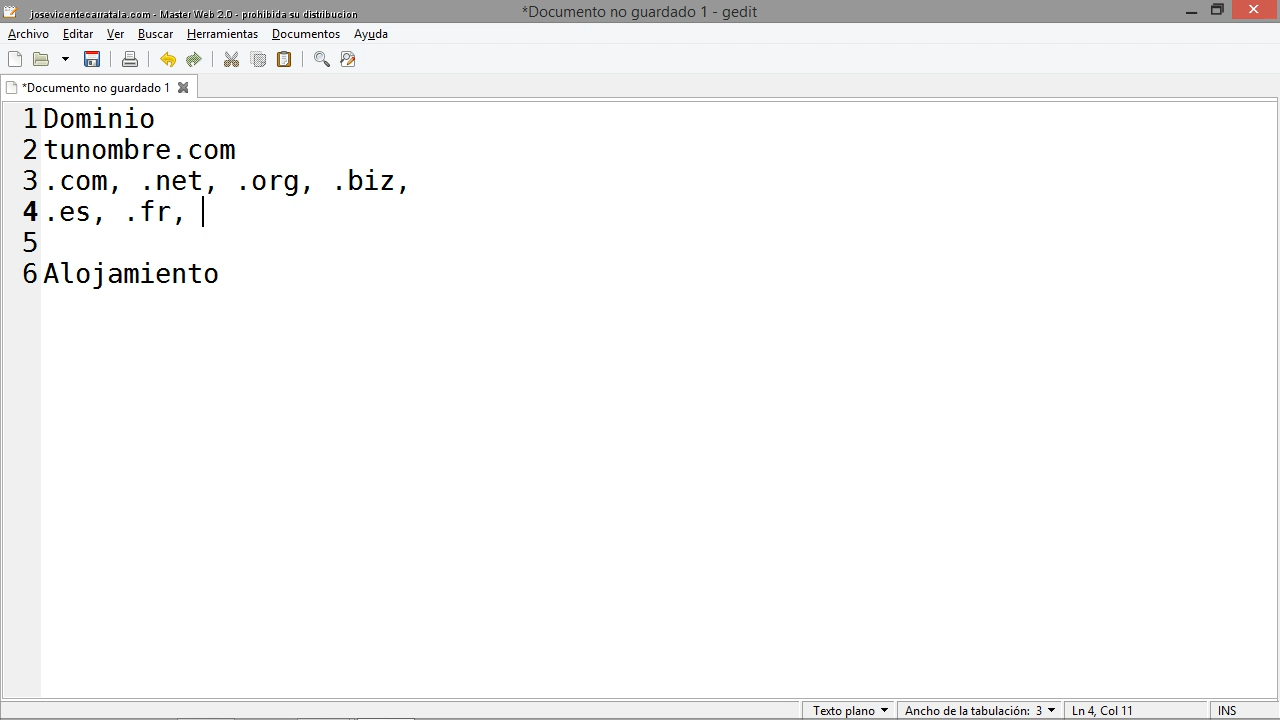 josevicentecarratala.com - Master Web 2.0 - prohibida su distribucion
*Documento no guardado 1 - gedit
Archivo Editar Ver Buscar Herramientas Documentos Ayuda
*Documento no guardado 1
1 Dominio
2 tunombre.com
3 .com, .net, .org, .biz,
4 .es, .fr,
5
6 Alojamiento
Texto plano Ancho de la tabulación: 3 Ln 4, Col 11 INS